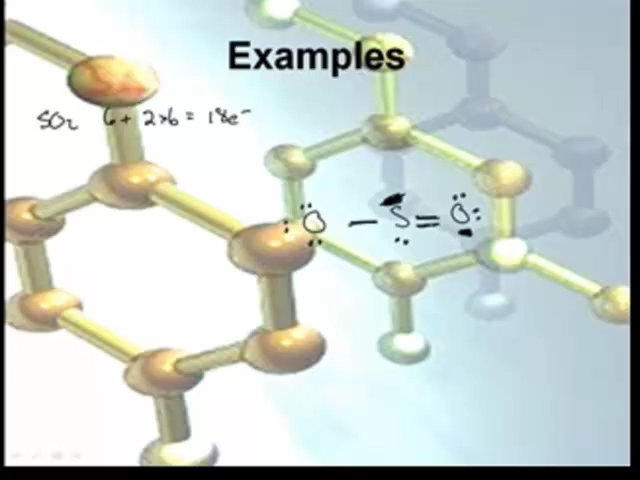 Examples
SO₂ 6 + 2×6 = 18e⁻
:Ö – S = Ö: